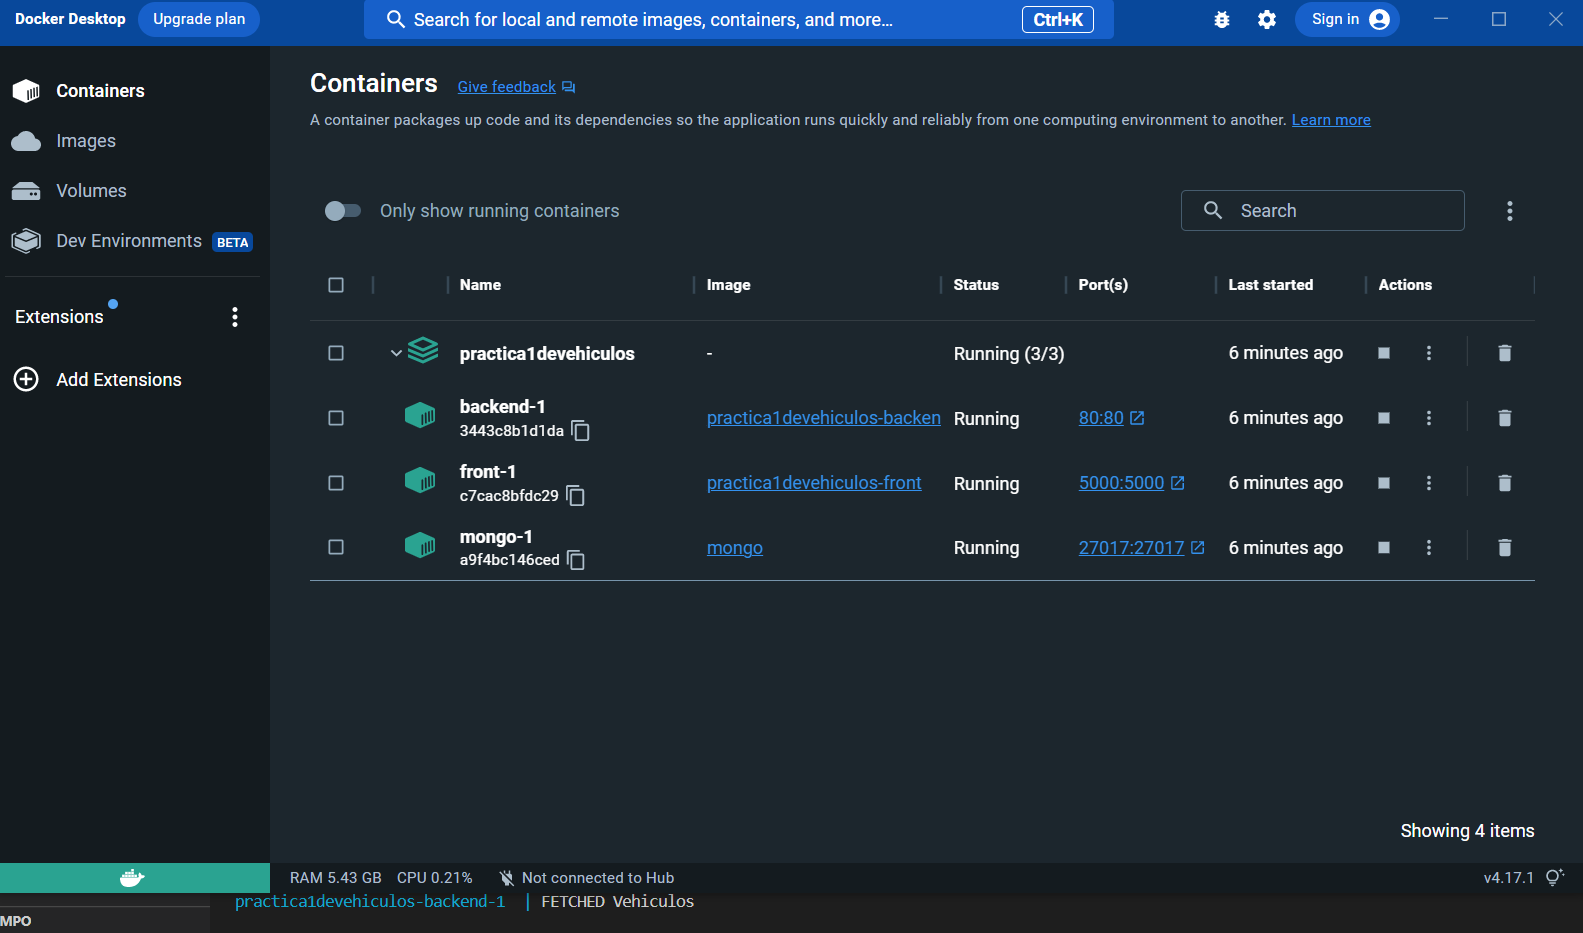 Docker Desktop Upgrade plan Search for local and remote images, containers, and more... Ctrl+K Sign in
Containers
Images
Volumes
Dev Environments BETA
Extensions
Add Extensions
Containers Give feedback
A container packages up code and its dependencies so the application runs quickly and reliably from one computing environment to another. Learn more
Only show running containers Search
Name Image Status Port(s) Last started Actions
practica1devehiculos - Running (3/3) 6 minutes ago
backend-1
3443c8b1d1da practica1devehiculos-backen Running 80:80 6 minutes ago
front-1
c7cac8bfdc29 practica1devehiculos-front Running 5000:5000 6 minutes ago
mongo-1
a9f4bc146ced mongo Running 27017:27017 6 minutes ago
Showing 4 items
RAM 5.43 GB CPU 0.21% Not connected to Hub v4.17.1
practica1devehiculos-backend-1 | FETCHED Vehiculos
MPO